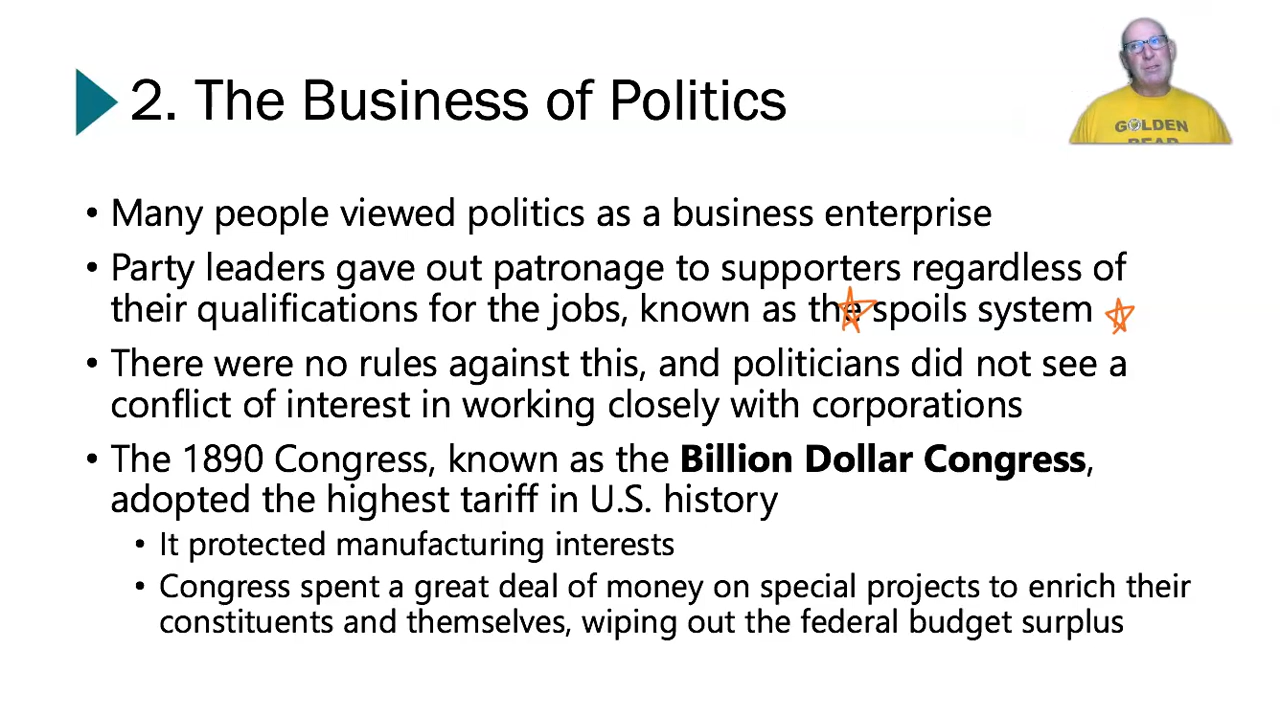 2. The Business of Politics
GOLDEN
BEAR
• Many people viewed politics as a business enterprise
• Party leaders gave out patronage to supporters regardless of
their qualifications for the jobs, known as the spoils system
• There were no rules against this, and politicians did not see a
conflict of interest in working closely with corporations
• The 1890 Congress, known as the Billion Dollar Congress,
adopted the highest tariff in U.S. history
• It protected manufacturing interests
• Congress spent a great deal of money on special projects to enrich their
constituents and themselves, wiping out the federal budget surplus